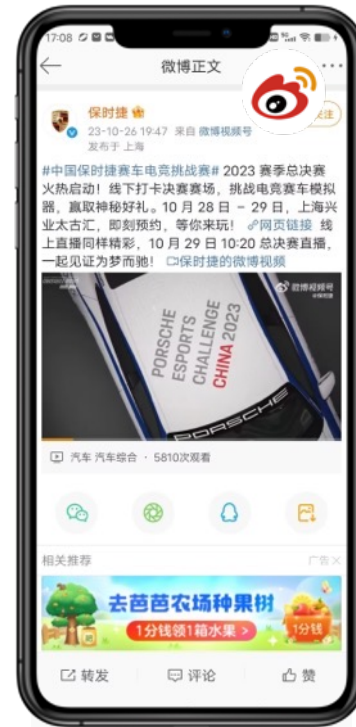 17:08
微博正文
保时捷
关注
23-10-26 19:47 来自 微博视频号
发布于 上海
#中国保时捷赛车电竞挑战赛# 2023 赛季总决赛
火热启动！线下打卡决赛赛场，挑战电竞赛车模拟
器，赢取神秘好礼。10 月 28 日 - 29 日，上海兴
业太古汇，即刻预约，等你来玩！ 网页链接 线
上直播同样精彩，10 月 29 日 10:20 总决赛直播，
一起见证为梦而驰！ 保时捷的微博视频
微博视频号
@保时捷
PORSCHE
ESPORTS
CHALLENGE
CHINA 2023
PORSCHE
汽车 汽车综合 · 5810次观看
相关推荐
广告 X
去芭芭农场种果树
1分钱领1箱水果 >
1分钱
转发
评论
赞